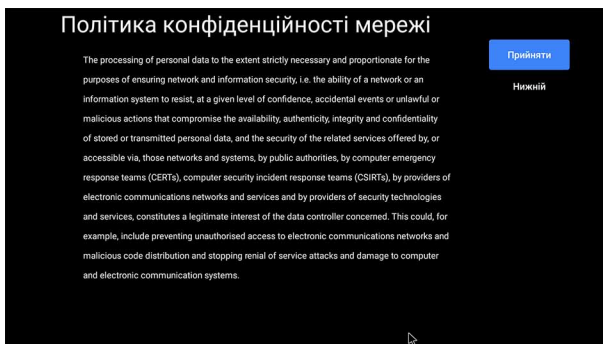 Політика конфіденційності мережі
The processing of personal data to the extent strictly necessary and proportionate for the
purposes of ensuring network and information security, i.e. the ability of a network or an
information system to resist, at a given level of confidence, accidental events or unlawful or
malicious actions that compromise the availability, authenticity, integrity and confidentiality
of stored or transmitted personal data, and the security of the related services offered by, or
accessible via, those networks and systems, by public authorities, by computer emergency
response teams (CERTs), computer security incident response teams (CSIRTs), by providers of
electronic communications networks and services and by providers of security technologies
and services, constitutes a legitimate interest of the data controller concerned. This could, for
example, include preventing unauthorised access to electronic communications networks and
malicious code distribution and stopping renial of service attacks and damage to computer
and electronic communication systems.
Прийняти
Нижній